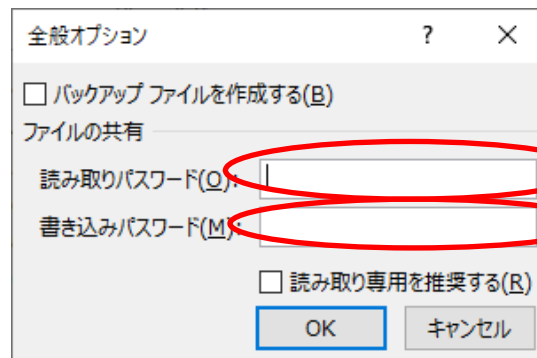 全般オプション ? ×
バックアップ ファイルを作成する(B)
ファイルの共有
読み取りパスワード(O):
書き込みパスワード(M):
読み取り専用を推奨する(R)
OK キャンセル